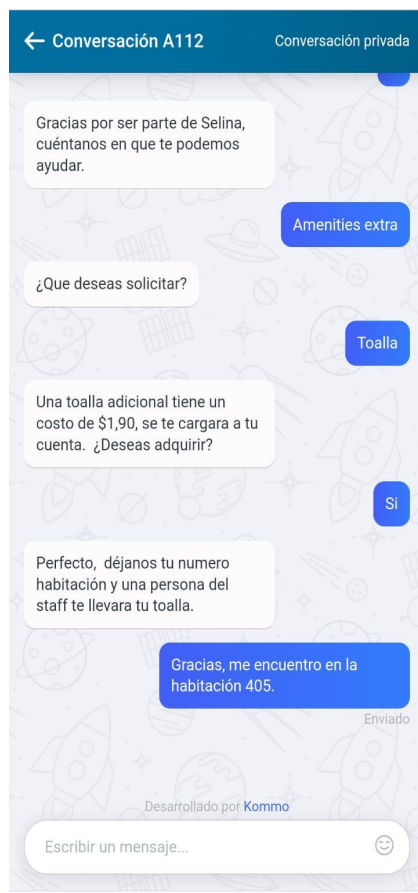 Conversación A112
Conversación privada
Gracias por ser parte de Selina,
cuéntanos en que te podemos
ayudar.
Amenities extra
¿Que deseas solicitar?
Toalla
Una toalla adicional tiene un
costo de $1,90, se te cargara a tu
cuenta. ¿Deseas adquirir?
Si
Perfecto, déjanos tu numero
habitación y una persona del
staff te llevara tu toalla.
Gracias, me encuentro en la
habitación 405.
Enviado
Desarrollado por Kommo
Escribir un mensaje...